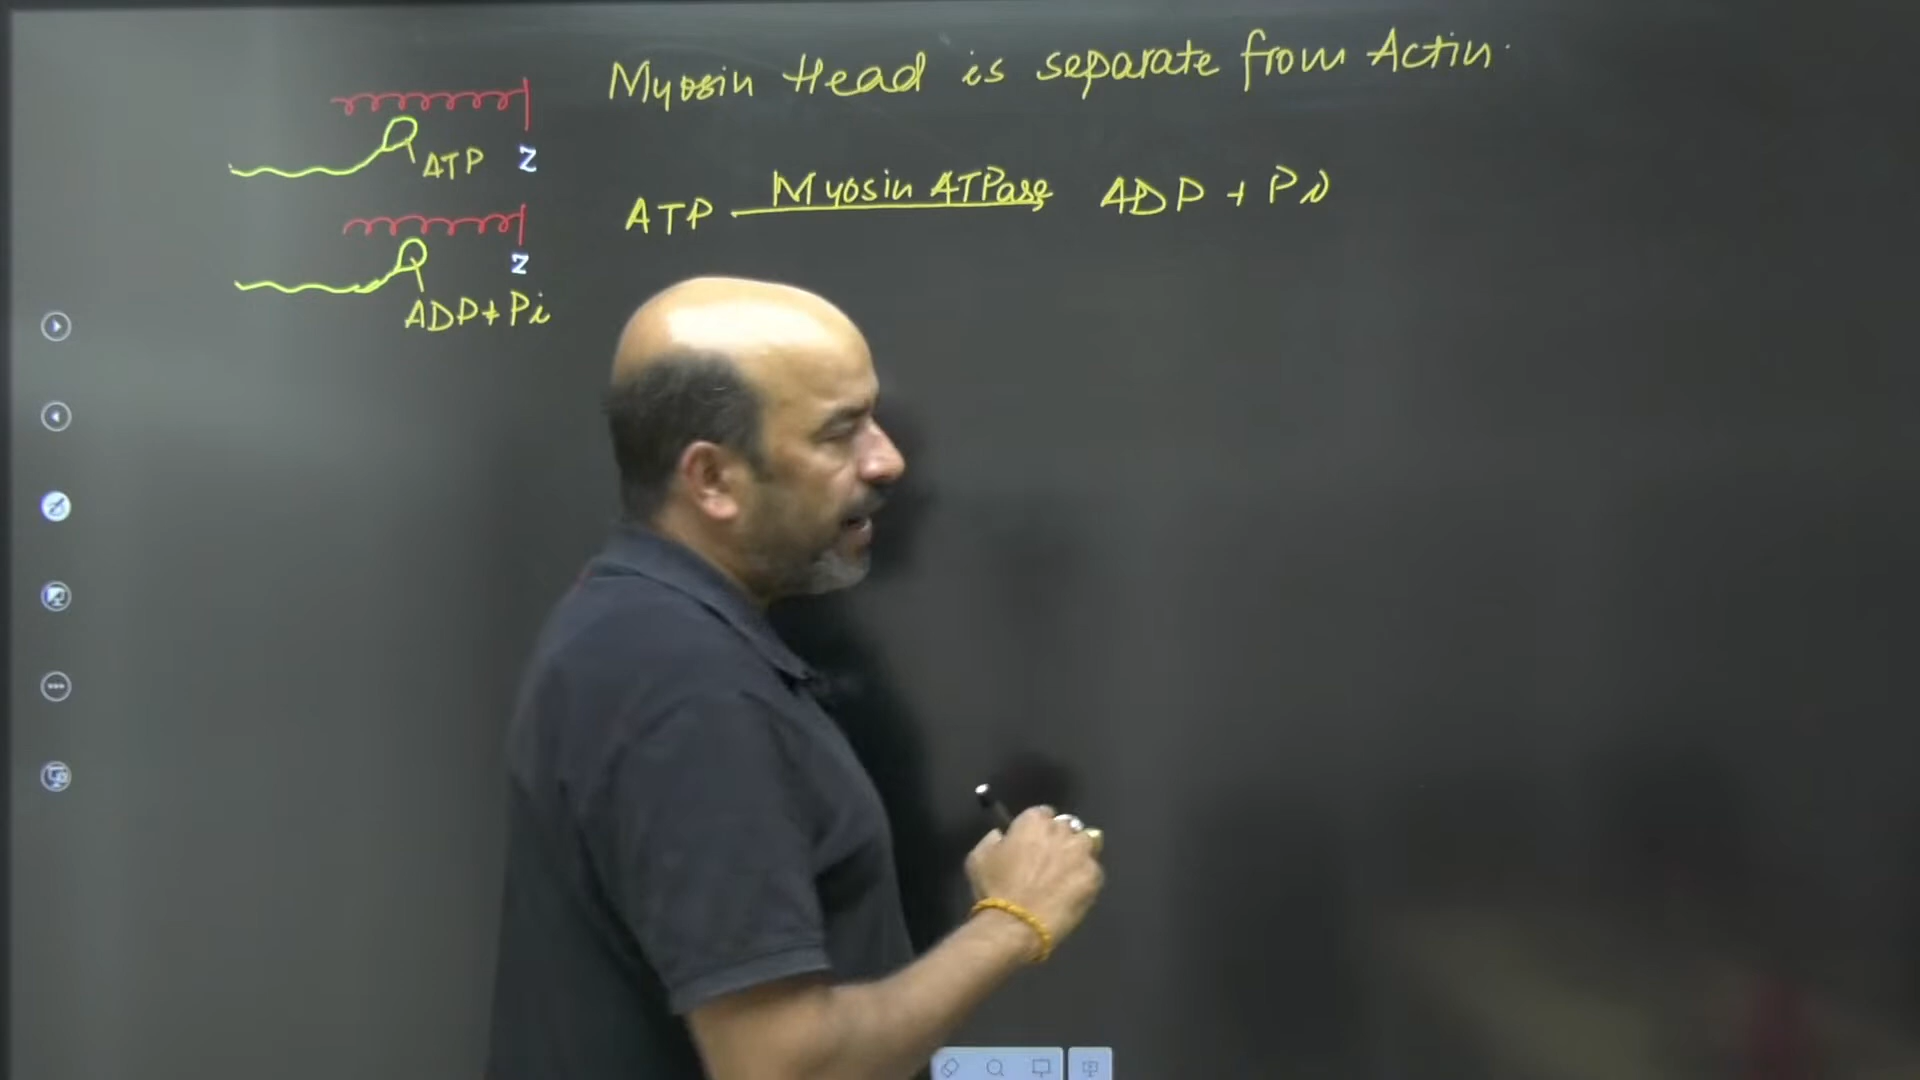 Myosin Head is separate from Actin.
ATP Z
ATP Myosin ATPase ADP + Pi
Z
ADP + Pi